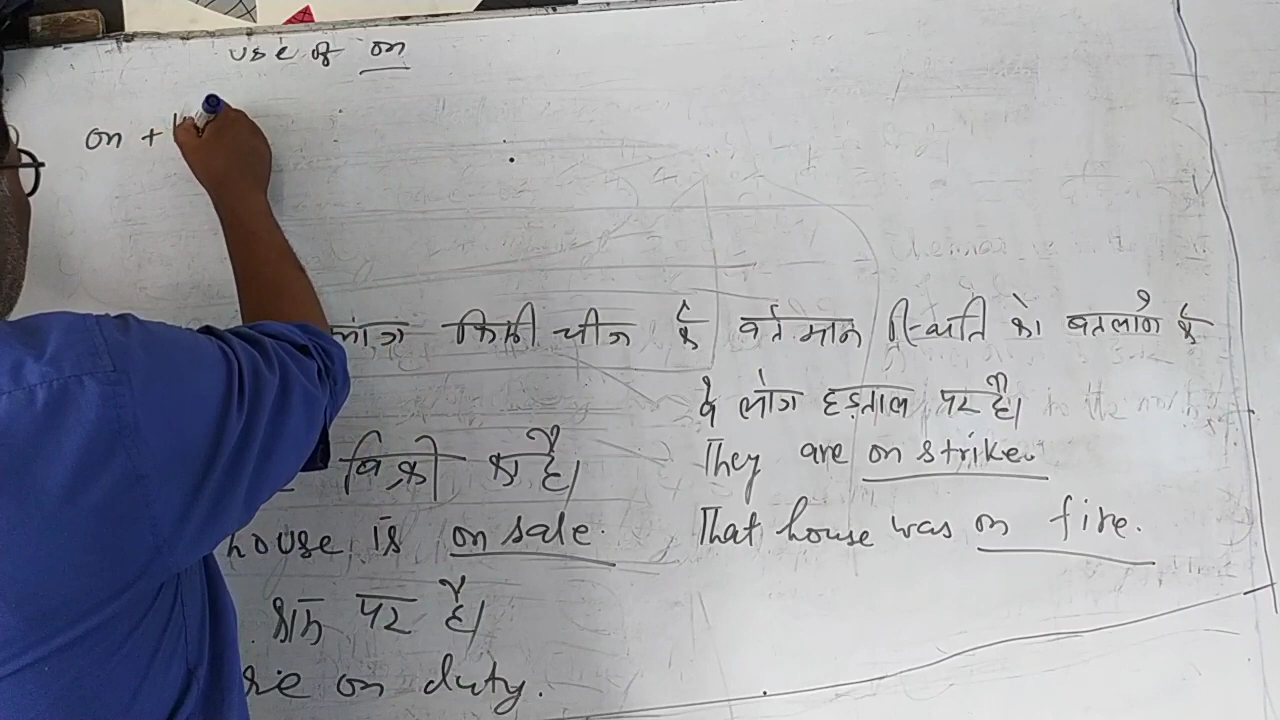 use of on
on +
किसी चीज के वर्तमान स्थिति को बतलाने के
वे लोग हड़ताल पर हैं।
They are on strike.
बिक्री का है।
house is on sale.
That house was on fire.
काम पर हैं।
on duty.